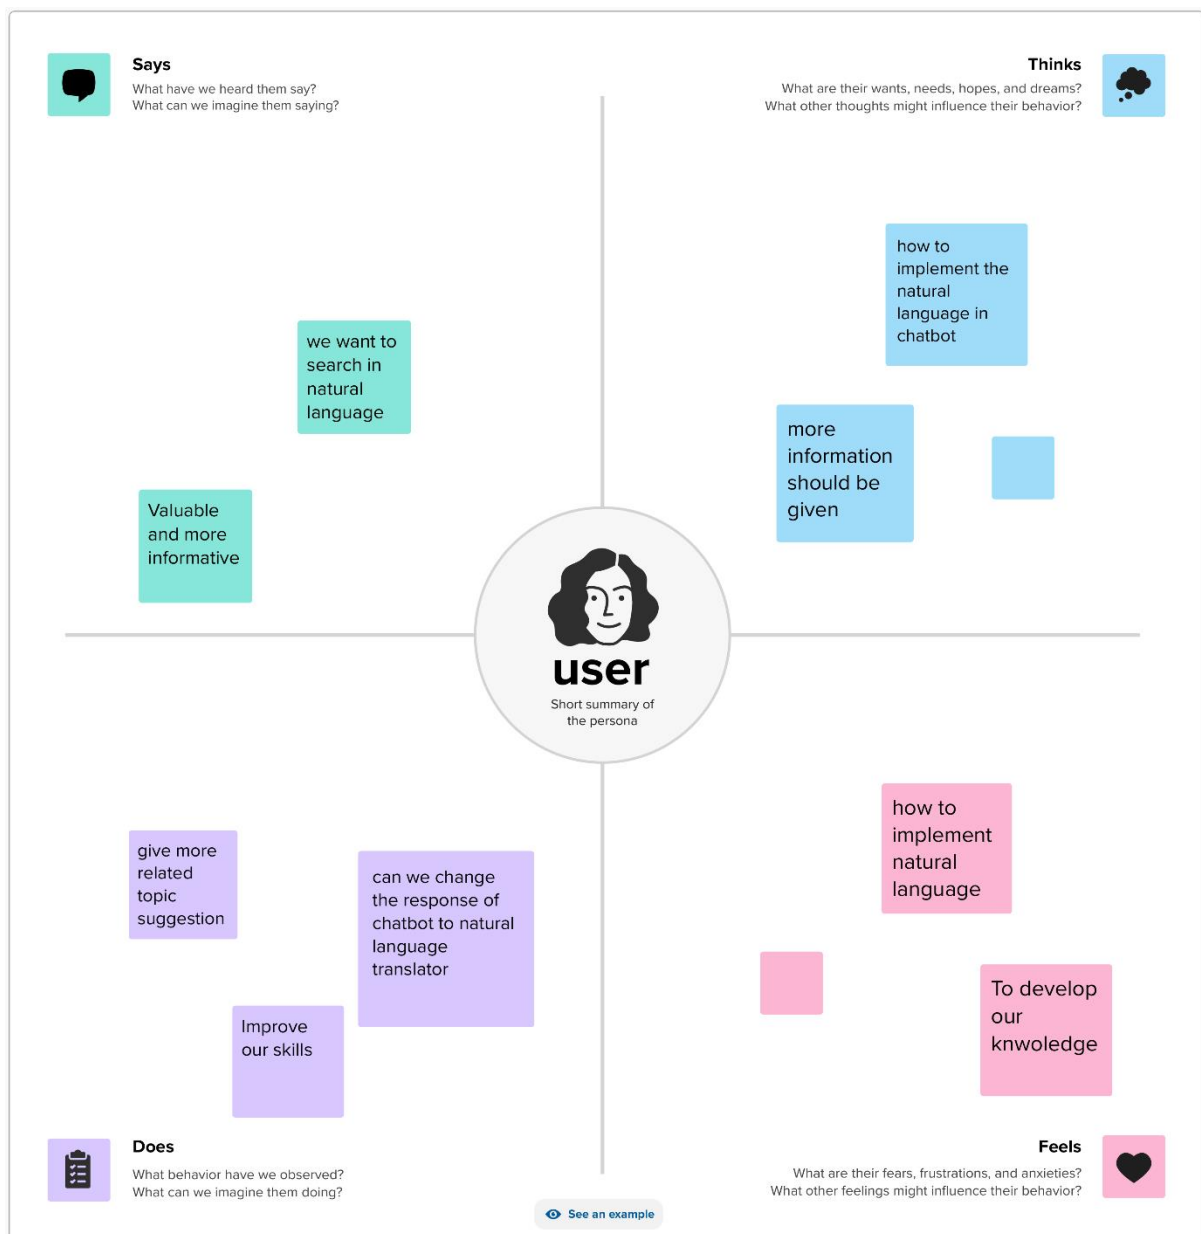 Says
What have we heard them say?
What can we imagine them saying?
Thinks
What are their wants, needs, hopes, and dreams?
What other thoughts might influence their behavior?
we want to
search in
natural
language
Valuable
and more
informative
how to
implement the
natural
language in
chatbot
more
information
should be
given
user
Short summary of
the persona
give more
related
topic
suggestion
can we change
the response of
chatbot to natural
language
translator
Improve
our skills
how to
implement
natural
language
To develop
our
knwoledge
Does
What behavior have we observed?
What can we imagine them doing?
Feels
What are their fears, frustrations, and anxieties?
What other feelings might influence their behavior?
See an example